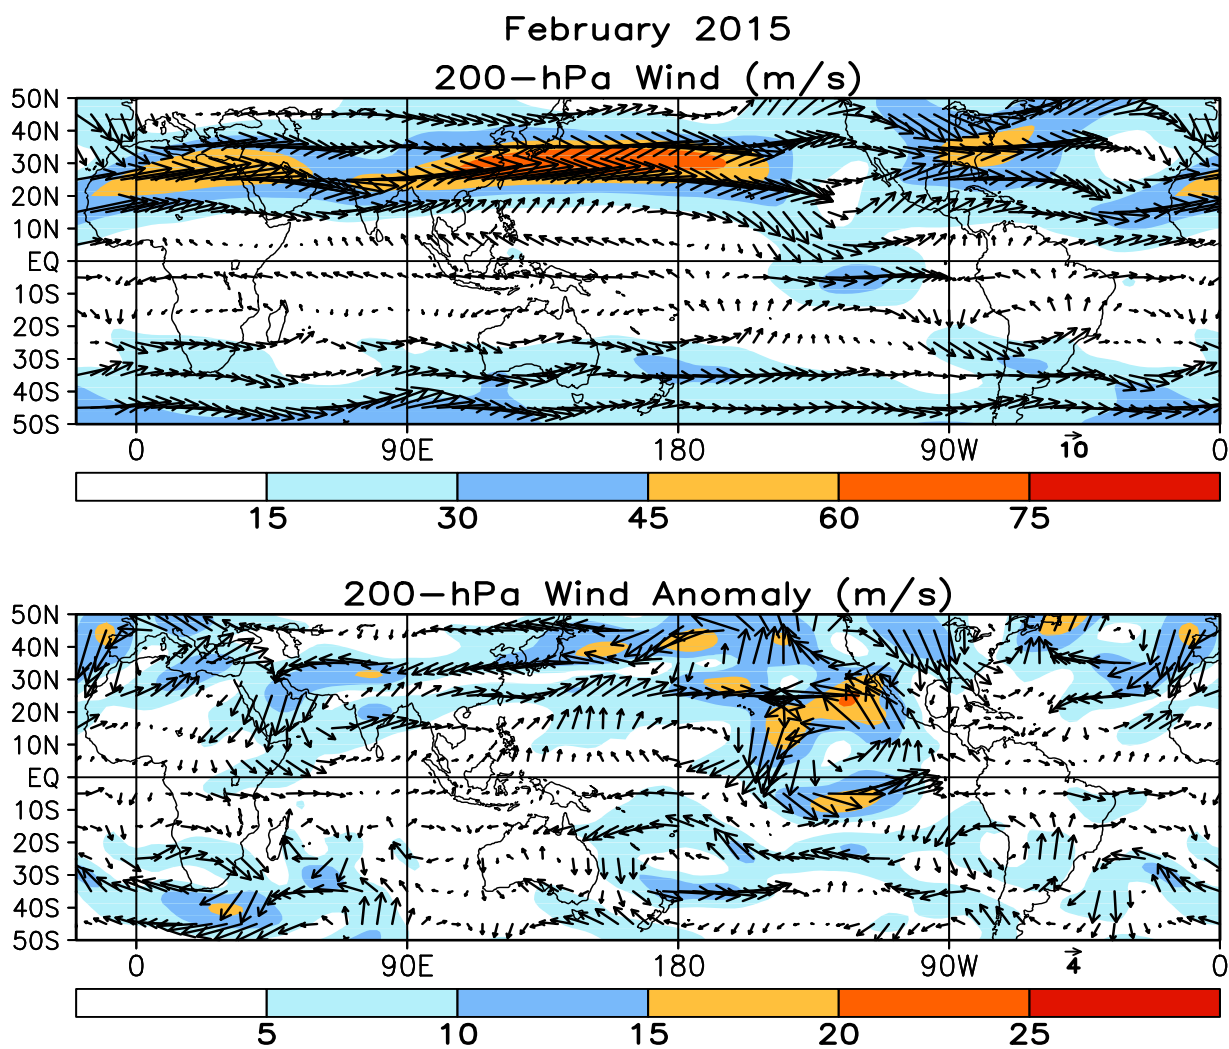 February 2015
200-hPa Wind (m/s)
50N
40N
30N
20N
10N
EQ
10S
20S
30S
40S
50S
0 90E 180 90W 10 0
15 30 45 60 75
200-hPa Wind Anomaly (m/s)
50N
40N
30N
20N
10N
EQ
10S
20S
30S
40S
50S
0 90E 180 90W 4 0
5 10 15 20 25